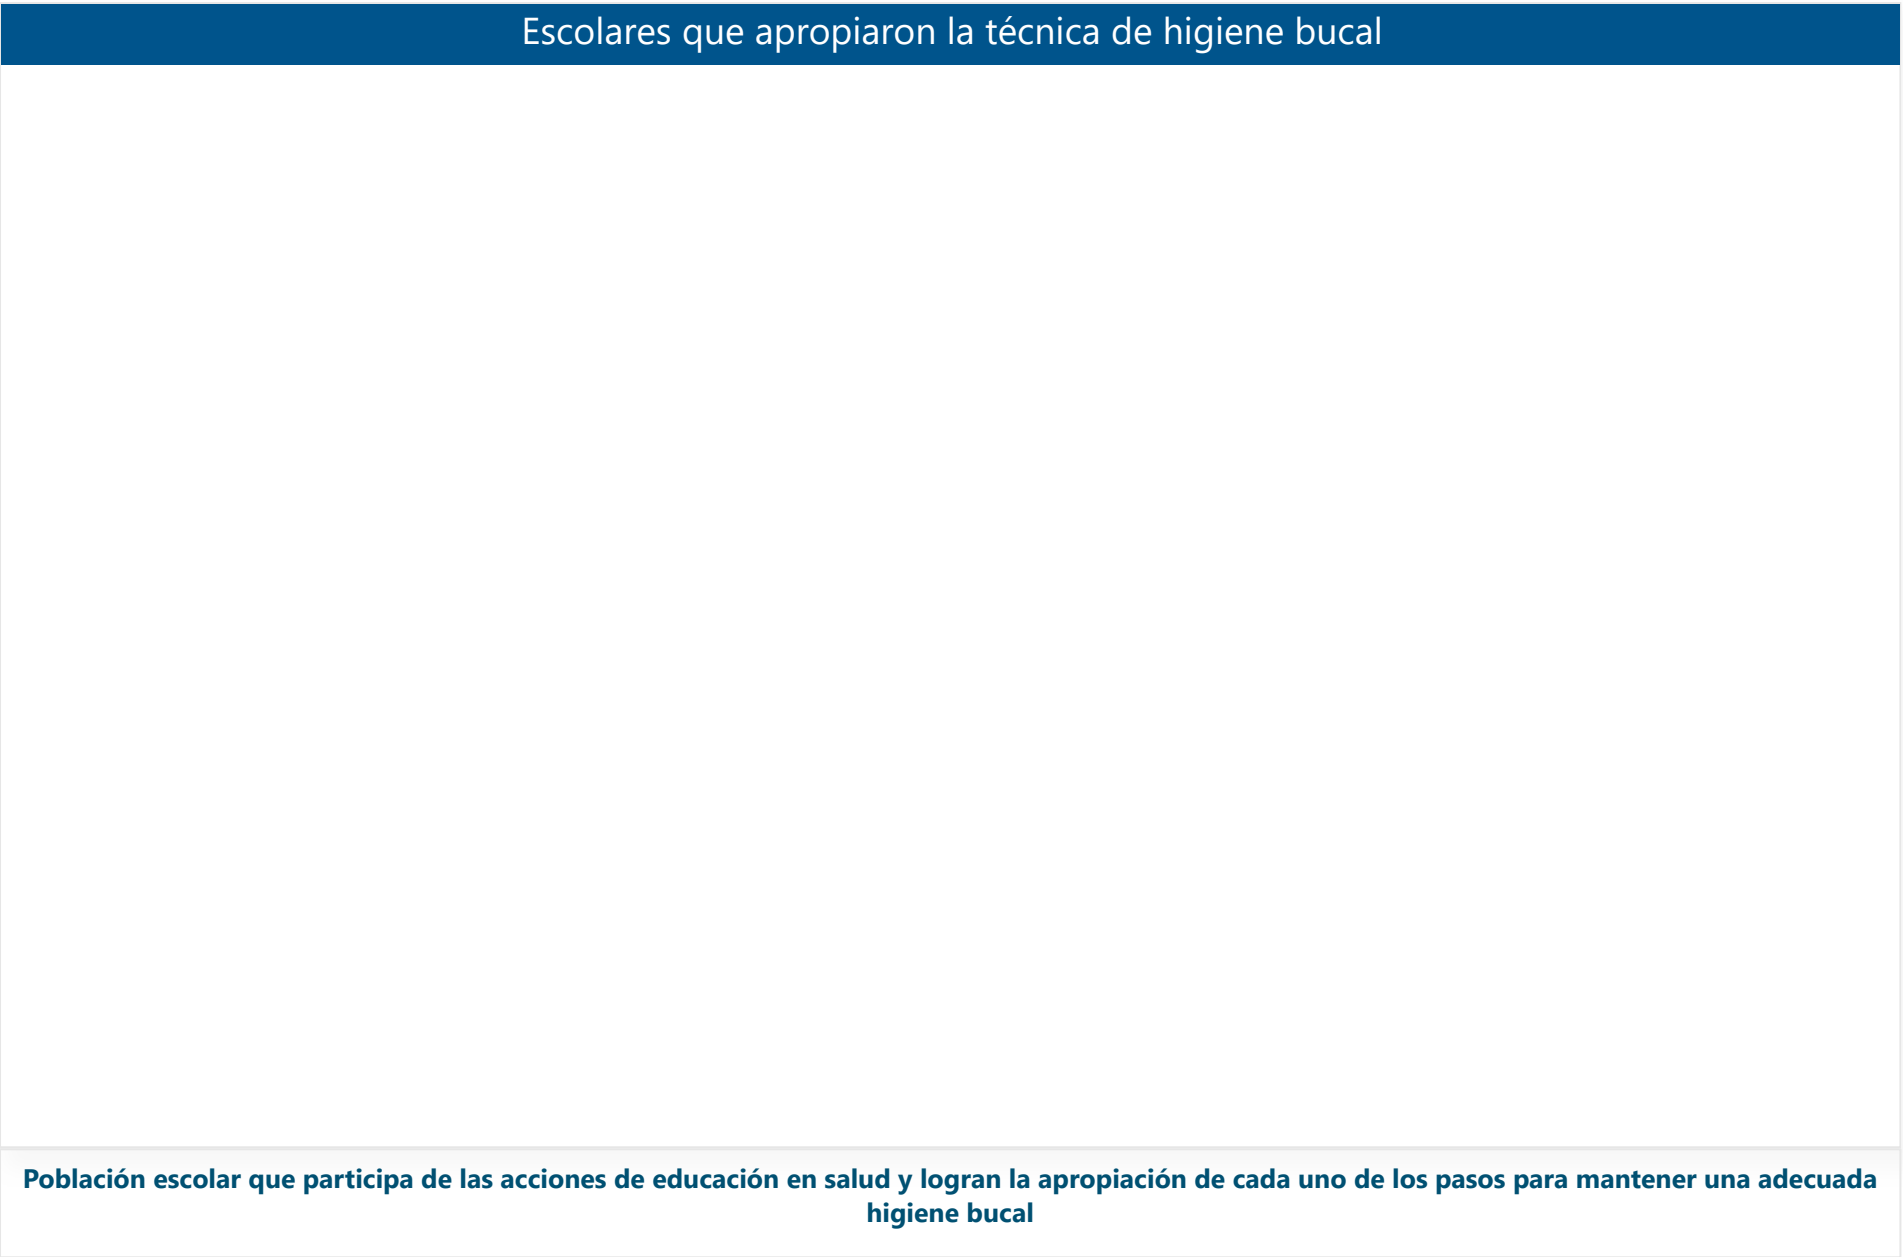 Escolares que apropiaron la técnica de higiene bucal
Población escolar que participa de las acciones de educación en salud y logran la apropiación de cada uno de los pasos para mantener una adecuada
higiene bucal